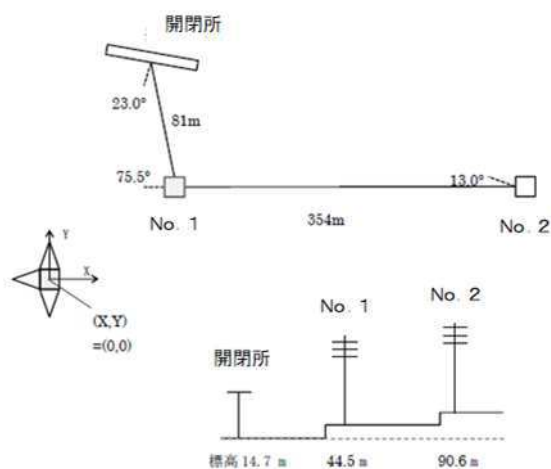 開閉所
23.0°
81m
75.5°
13.0°
No. 1
354m
No. 2
Y
X
(X,Y)
=(0,0)
No. 1
No. 2
開閉所
標高 14.7 m
44.5 m
90.6 m